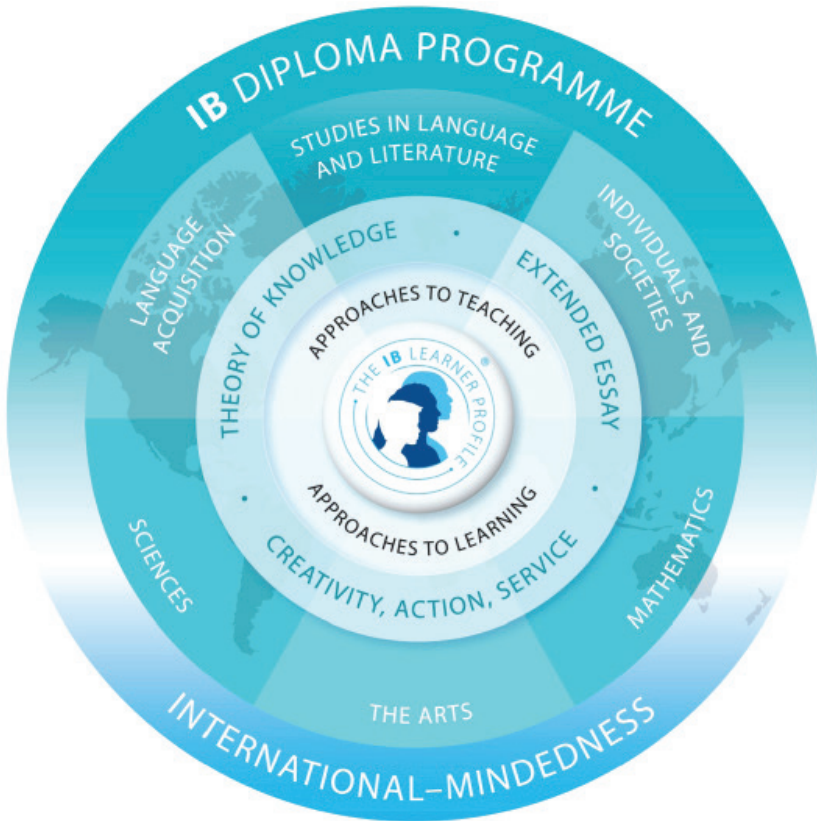 IB DIPLOMA PROGRAMME
STUDIES IN LANGUAGE
AND LITERATURE
LANGUAGE
ACQUISITION
INDIVIDUALS AND
SOCIETIES
THEORY OF KNOWLEDGE
EXTENDED ESSAY
APPROACHES TO TEACHING
THE IB LEARNER PROFILE ®
APPROACHES TO LEARNING
CREATIVITY, ACTION, SERVICE
SCIENCES
MATHEMATICS
THE ARTS
INTERNATIONAL–MINDEDNESS